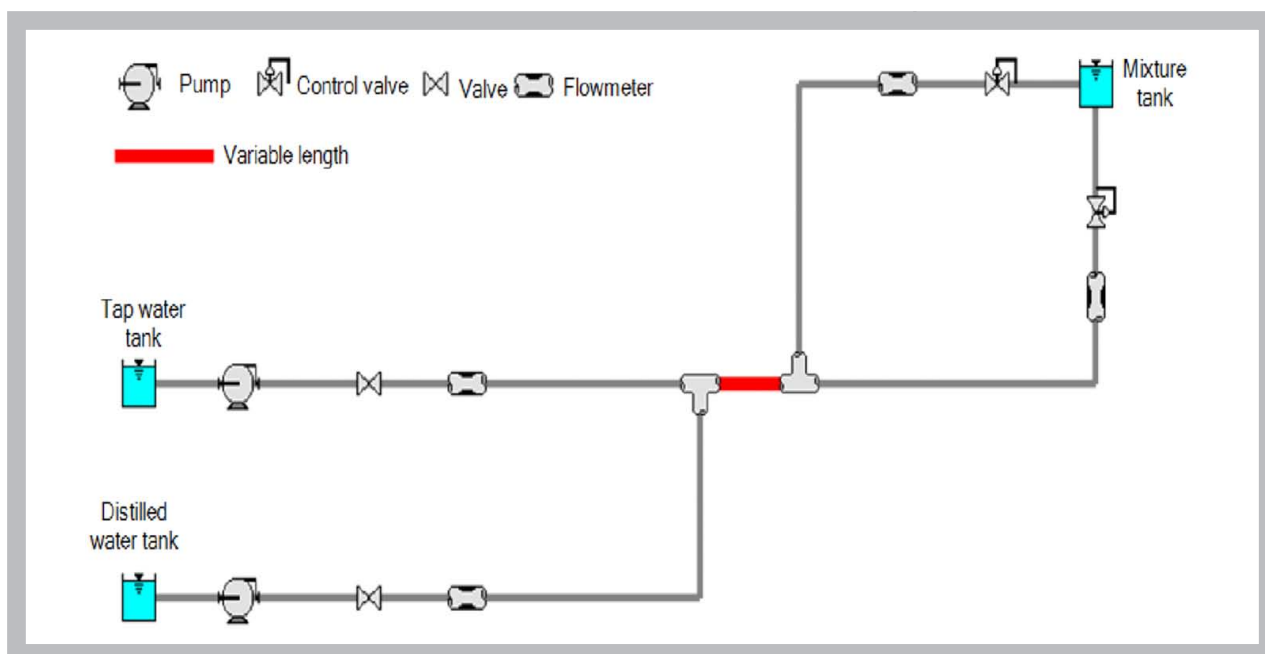 Pump
Control valve
Valve
Flowmeter
Variable length
Mixture
tank
Tap water
tank
Distilled
water tank